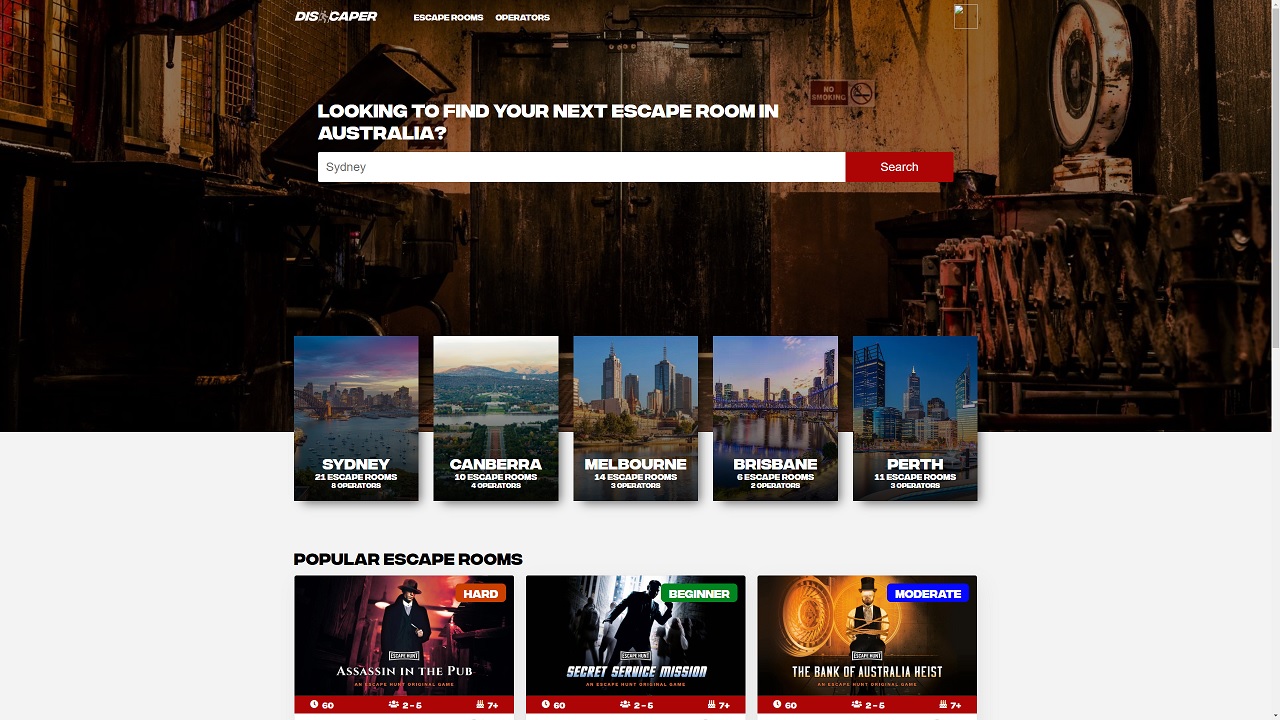 DISCAPER
ESCAPE ROOMS
OPERATORS
NO SMOKING
LOOKING TO FIND YOUR NEXT ESCAPE ROOM IN
AUSTRALIA?
Sydney
Search
SYDNEY
21 ESCAPE ROOMS
8 OPERATORS
CANBERRA
10 ESCAPE ROOMS
4 OPERATORS
MELBOURNE
14 ESCAPE ROOMS
3 OPERATORS
BRISBANE
6 ESCAPE ROOMS
2 OPERATORS
PERTH
11 ESCAPE ROOMS
3 OPERATORS
POPULAR ESCAPE ROOMS
HARD
ESCAPE HUNT
ASSASSIN IN THE PUB
AN ESCAPE HUNT ORIGINAL GAME
60
2 – 5
7+
BEGINNER
ESCAPE HUNT
SECRET SERVICE MISSION
AN ESCAPE HUNT ORIGINAL GAME
60
2 – 5
7+
MODERATE
ESCAPE HUNT
THE BANK OF AUSTRALIA HEIST
AN ESCAPE HUNT ORIGINAL GAME
60
2 – 5
7+